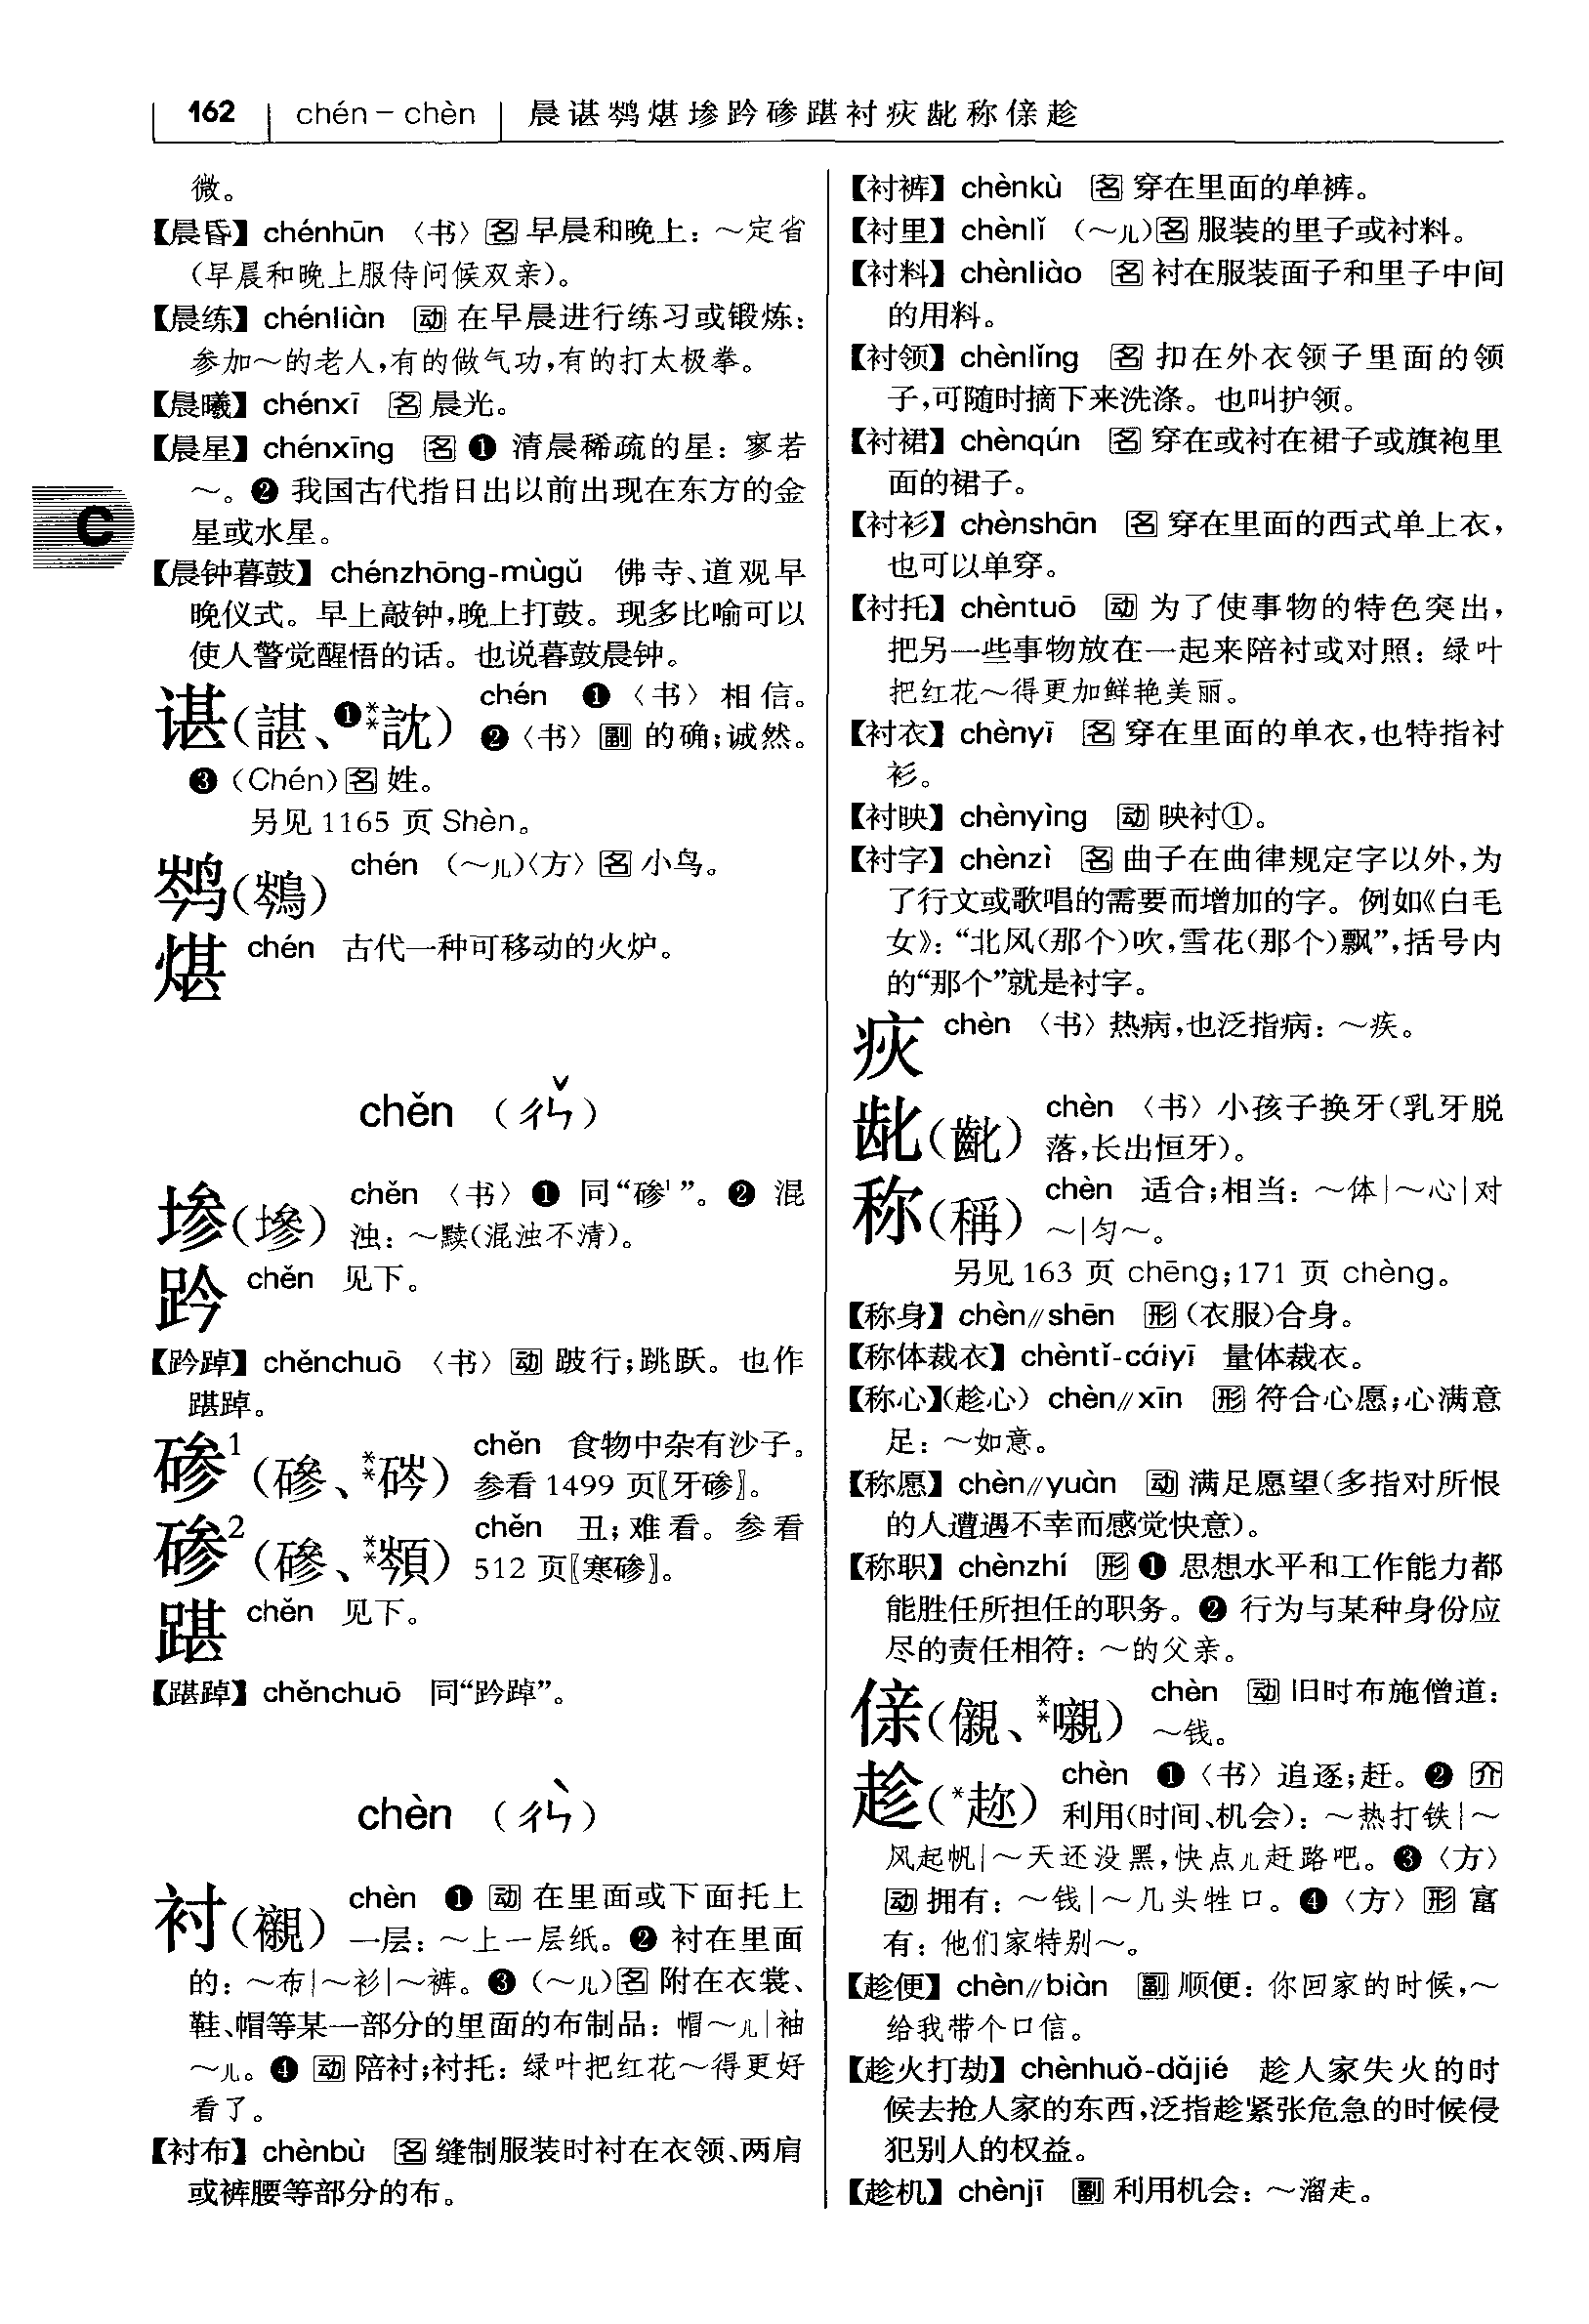 162 chén－chèn 晨谌鹑煁墋趻碜踸衬疢龀称傧趁
微。
【晨昏】chénhūn 〈书〉名 早晨和晚上：～定省
（早晨和晚上服侍问候双亲）。
【晨练】chénliàn 动 在早晨进行练习或锻炼：
参加～的老人，有的做气功，有的打太极拳。
【晨曦】chénxī 名 晨光。
【晨星】chénxīng 名 ❶ 清晨稀疏的星：寥若
～。❷ 我国古代指日出以前出现在东方的金
星或水星。
C
【晨钟暮鼓】chénzhōng-mùgǔ 佛寺、道观早
晚仪式。早上敲钟，晚上打鼓。现多比喻可以
使人警觉醒悟的话。也说暮鼓晨钟。
谌（諶、❶**訦） chén ❶〈书〉相信。
❷〈书〉副 的确；诚然。
❸（Chén）名 姓。
另见 1165 页 Shèn。
chén （～儿）〈方〉名 小鸟。
煁 chén 古代一种可移动的火炉。
chěn （ㄔㄣˇ）
墋（墋） chěn 〈书〉❶ 同“碜¹”。❷ 混
浊：～黩（混浊不清）。
趻 chěn 见下。
【趻踔】chěnchuō 〈书〉动 跛行；跳跃。也作
踸踔。
碜¹（磣、**硶） chěn 食物中杂有沙子。
参看 1499 页〖牙碜〗。
碜²（磣、**㱽） chěn 丑；难看。参看
512 页〖寒碜〗。
踸 chěn 见下。
【踸踔】chěnchuō 同“趻踔”。
chèn （ㄔㄣˋ）
衬（襯） chèn ❶ 动 在里面或下面托上
一层：～上一层纸。❷ 衬在里面
的：～布|～衫|～裤。❸（～儿）名 附在衣裳、
鞋、帽等某一部分的里面的布制品：帽～儿|袖
～儿。❹ 动 陪衬；衬托：绿叶把红花～得更好
看了。
【衬布】chènbù 名 缝制服装时衬在衣领、两肩
或裤腰等部分的布。
【衬裤】chènkù 名 穿在里面的单裤。
【衬里】chènlǐ （～儿）名 服装的里子或衬料。
【衬料】chènliào 名 衬在服装面子和里子中间
的用料。
【衬领】chènlǐng 名 扣在外衣领子里面的领
子，可随时摘下来洗涤。也叫护领。
【衬裙】chènqún 名 穿在或衬在裙子或旗袍里
面的裙子。
【衬衫】chènshān 名 穿在里面的西式单上衣，
也可以单穿。
【衬托】chèntuō 动 为了使事物的特色突出，
把另一些事物放在一起来陪衬或对照：绿叶
把红花～得更加鲜艳美丽。
【衬衣】chènyī 名 穿在里面的单衣，也特指衬
衫。
【衬映】chènyìng 动 映衬①。
【衬字】chènzì 名 曲子在曲律规定字以外，为
了行文或歌唱的需要而增加的字。例如《白毛
女》：“北风（那个）吹，雪花（那个）飘”，括号内
的“那个”就是衬字。
疢 chèn 〈书〉热病，也泛指病：～疾。
龀（齔） chèn 〈书〉小孩子换牙（乳牙脱
落，长出恒牙）。
称（稱） chèn 适合；相当：～体|～心|对
～|匀～。
另见 163 页 chēng；171 页 chèng。
【称身】chèn∥shēn 形（衣服）合身。
【称体裁衣】chèntǐ-cáiyī 量体裁衣。
【称心】（趁心）chèn∥xīn 形 符合心愿；心满意
足：～如意。
【称愿】chèn∥yuàn 动 满足愿望（多指对所恨
的人遭遇不幸而感觉快意）。
【称职】chènzhí 形 ❶ 思想水平和工作能力都
能胜任所担任的职务。❷ 行为与某种身份应
尽的责任相符：～的父亲。
傧（儭、**嚫） chèn 动 旧时布施僧道：
～钱。
趁（*趂） chèn ❶〈书〉追逐；赶。❷ 介
利用（时间、机会）：～热打铁|～
风起帆|～天还没黑，快点儿赶路吧。❸〈方〉
动 拥有：～钱|～几头牲口。❹〈方〉形 富
有：他们家特别～。
【趁便】chèn∥biàn 副 顺便：你回家的时候，～
给我带个口信。
【趁火打劫】chènhuǒ-dǎjié 趁人家失火的时
候去抢人家的东西，泛指趁紧张危急的时候侵
犯别人的权益。
【趁机】chènjī 副 利用机会：～溜走。